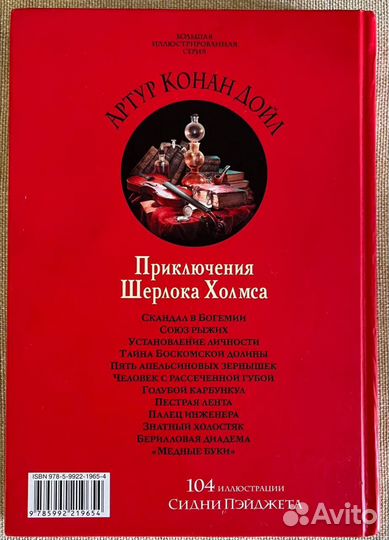 БОЛЬШАЯ
ИЛЛЮСТРИРОВАННАЯ
СЕРИЯ
АРТУР КОНАН ДОЙЛ
Приключения
Шерлока Холмса
СКАНДАЛ В БОГЕМИИ
СОЮЗ РЫЖИХ
УСТАНОВЛЕНИЕ ЛИЧНОСТИ
ТАЙНА БОСКОМСКОЙ ДОЛИНЫ
ПЯТЬ АПЕЛЬСИНОВЫХ ЗЕРНЫШЕК
ЧЕЛОВЕК С РАССЕЧЕННОЙ ГУБОЙ
ГОЛУБОЙ КАРБУНКУЛ
ПЕСТРАЯ ЛЕНТА
ПАЛЕЦ ИНЖЕНЕРА
ЗНАТНЫЙ ХОЛОСТЯК
БЕРИЛЛОВАЯ ДИАДЕМА
«МЕДНЫЕ БУКИ»
104 ИЛЛЮСТРАЦИИ
СИДНИ ПЭЙДЖЕТА
ISBN 978-5-9922-1965-4
9 785992 219654
Avito